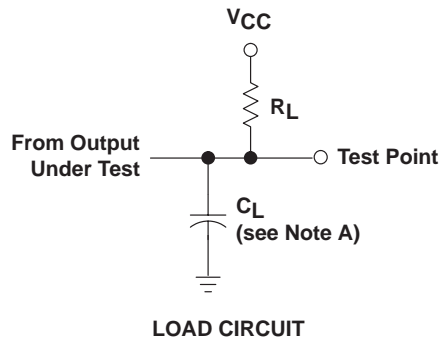 VCC
RL
From Output
Under Test
Test Point
CL
(see Note A)
LOAD CIRCUIT